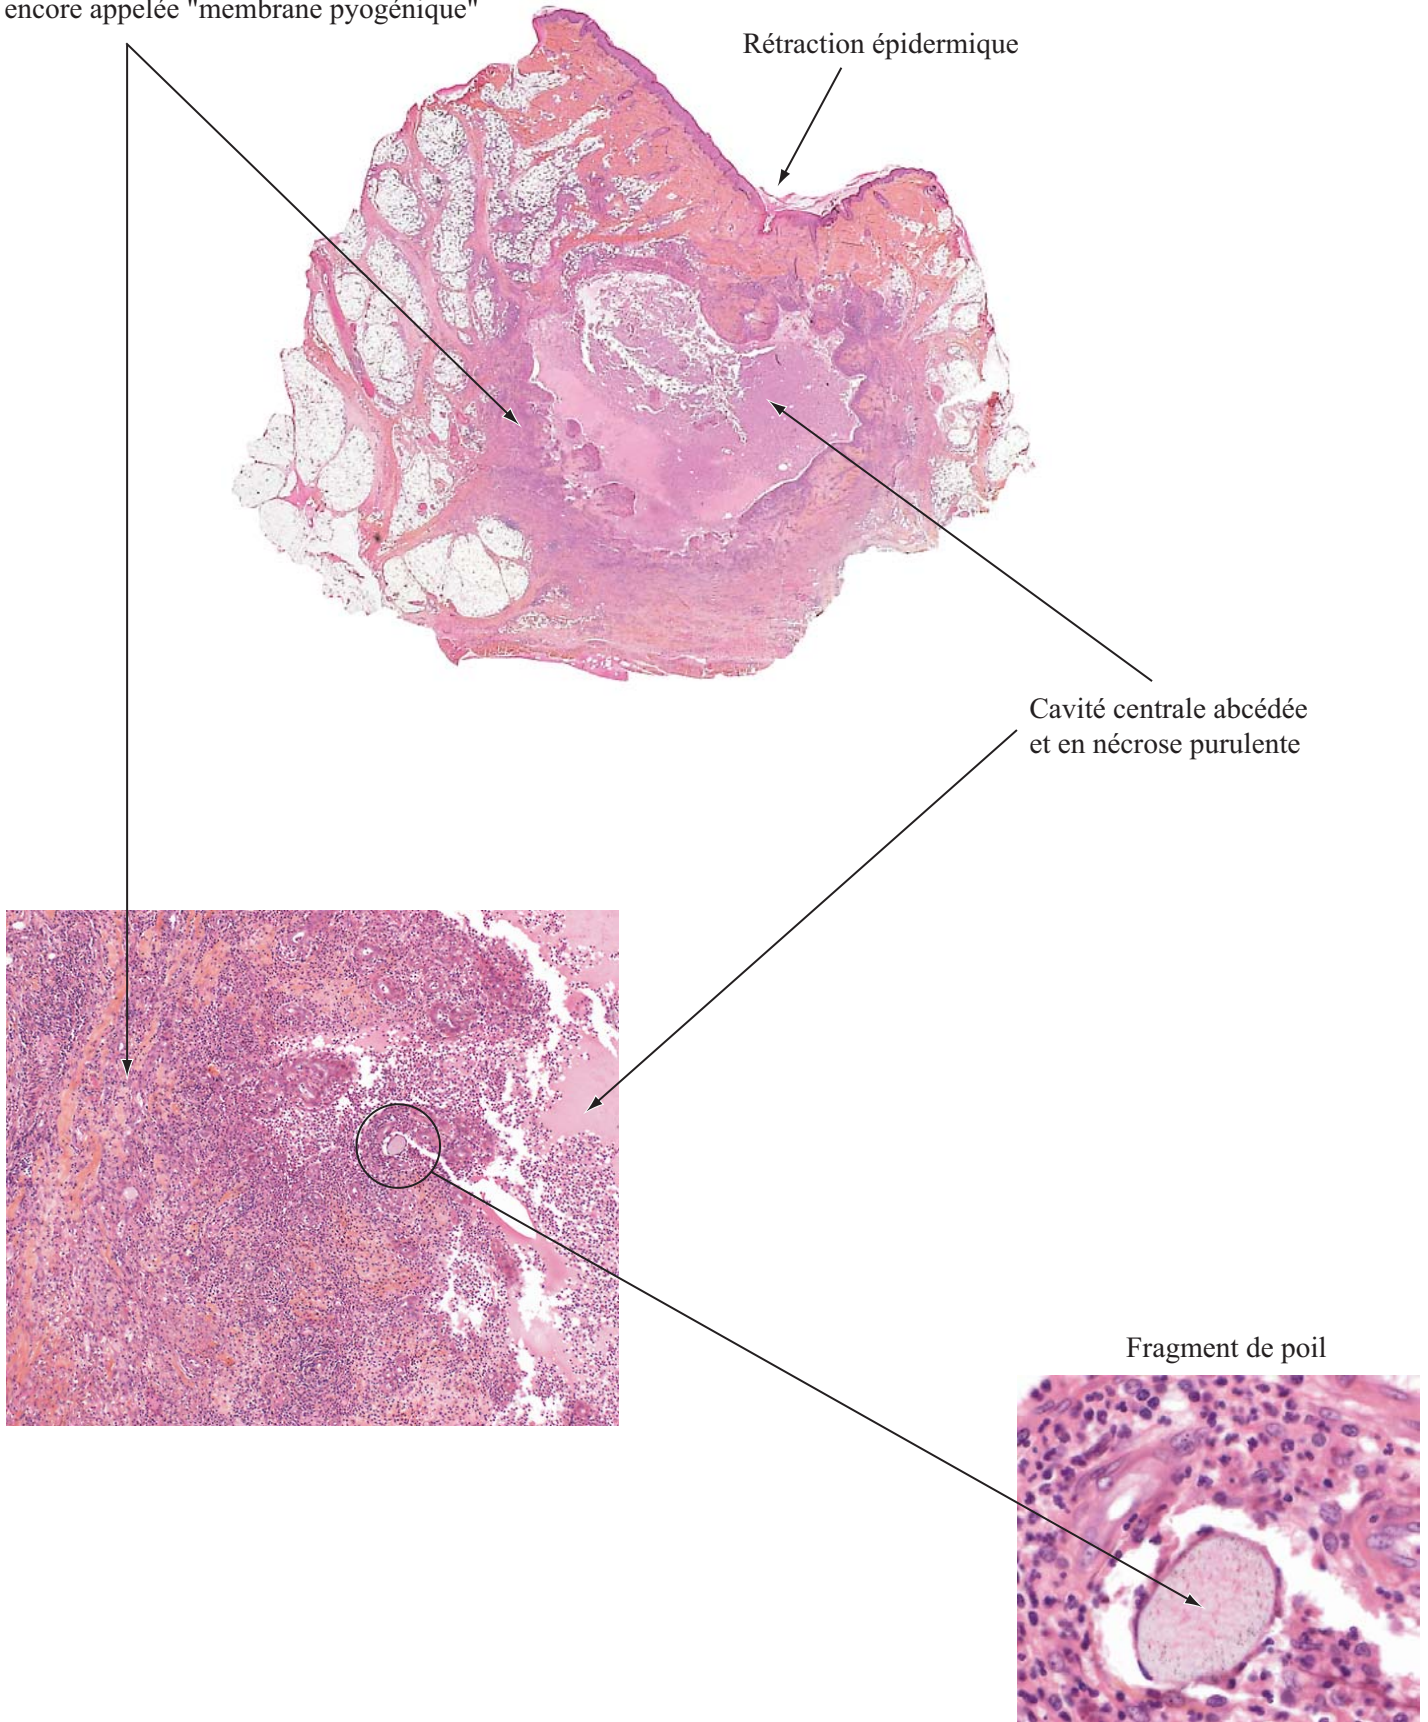 encore appelée "membrane pyogénique"
Rétraction épidermique
Cavité centrale abcédée
et en nécrose purulente
Fragment de poil